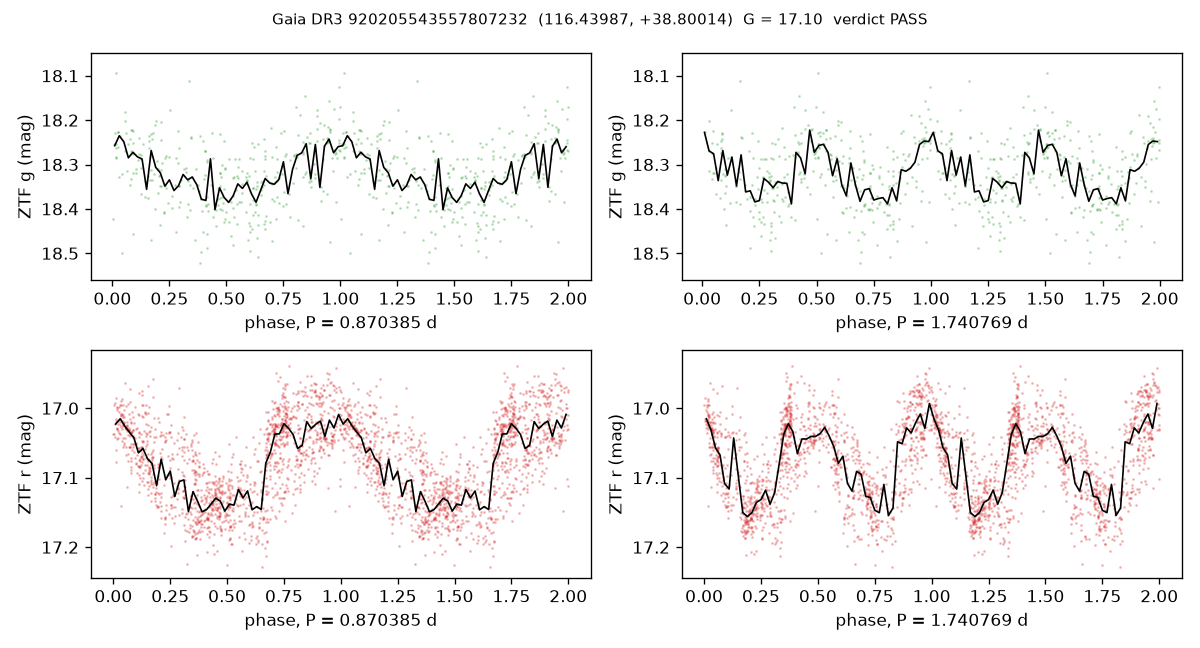 Gaia DR3 920205543557807232 (116.43987, +38.80014) G = 17.10 verdict PASS
ZTF g (mag)
18.1
18.2
18.3
18.4
18.5
0.00 0.25 0.50 0.75 1.00 1.25 1.50 1.75 2.00
phase, P = 0.870385 d
ZTF g (mag)
18.1
18.2
18.3
18.4
18.5
0.00 0.25 0.50 0.75 1.00 1.25 1.50 1.75 2.00
phase, P = 1.740769 d
ZTF r (mag)
17.0
17.1
17.2
0.00 0.25 0.50 0.75 1.00 1.25 1.50 1.75 2.00
phase, P = 0.870385 d
ZTF r (mag)
17.0
17.1
17.2
0.00 0.25 0.50 0.75 1.00 1.25 1.50 1.75 2.00
phase, P = 1.740769 d